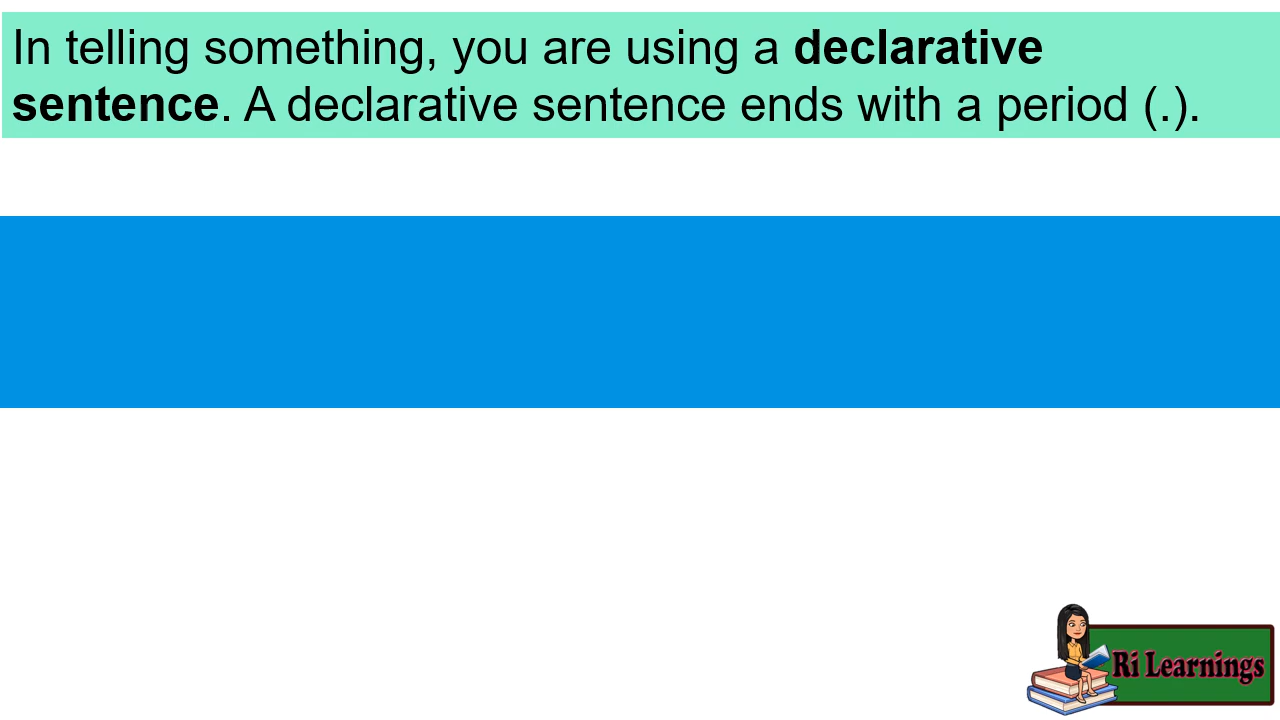 In telling something, you are using a declarative
sentence. A declarative sentence ends with a period (.).
Ri Learnings